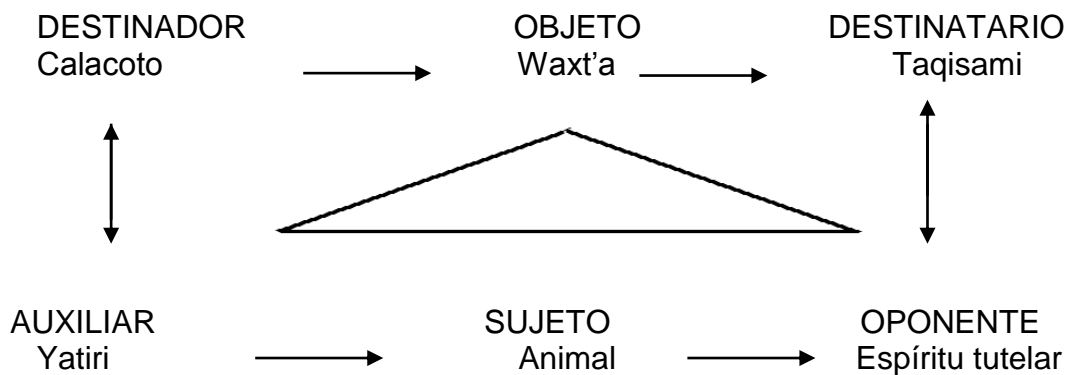 DESTINADOR OBJETO DESTINATARIO
Calacoto Waxt’a Taqisami
AUXILIAR SUJETO OPONENTE
Yatiri Animal Espíritu tutelar